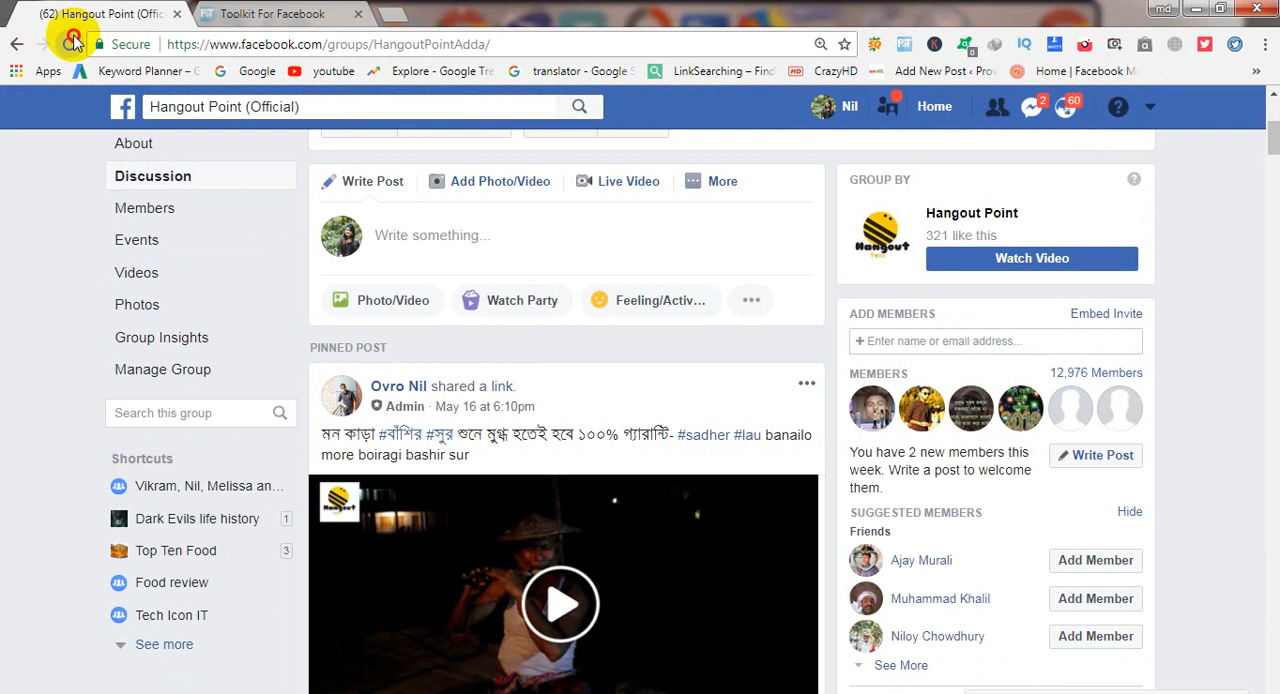 (62) Hangout Point (Offic
Toolkit For Facebook
md
Secure
https://www.facebook.com/groups/HangoutPointAdda/
Apps
Keyword Planner – G
Google
youtube
Explore - Google Tre
translator - Google S
LinkSearching – Find
HD
CrazyHD
Add New Post ‹ Prov
Home | Facebook M
Hangout Point (Official)
Nil
Home
2
60
About
Discussion
Members
Events
Videos
Photos
Group Insights
Manage Group
Search this group
Shortcuts
Vikram, Nil, Melissa an...
Dark Evils life history
1
Top Ten Food
3
Food review
Tech Icon IT
See more
Write Post
Add Photo/Video
Live Video
More
Write something...
Photo/Video
Watch Party
Feeling/Activ...
PINNED POST
Ovro Nil shared a link.
Admin · May 16 at 6:10pm
মন কাড়া #বাঁশির #সুর শুনে মুগ্ধ হতেই হবে ১০০% গ্যারান্টি- #sadher #lau banailo
more boiragi bashir sur
Hangout
GROUP BY
Hangout
Hangout Point
321 like this
Watch Video
ADD MEMBERS
Embed Invite
+ Enter name or email address...
MEMBERS
12,976 Members
You have 2 new members this
week. Write a post to welcome
them.
Write Post
SUGGESTED MEMBERS
Hide
Friends
Ajay Murali
Add Member
Muhammad Khalil
Add Member
Niloy Chowdhury
Add Member
See More